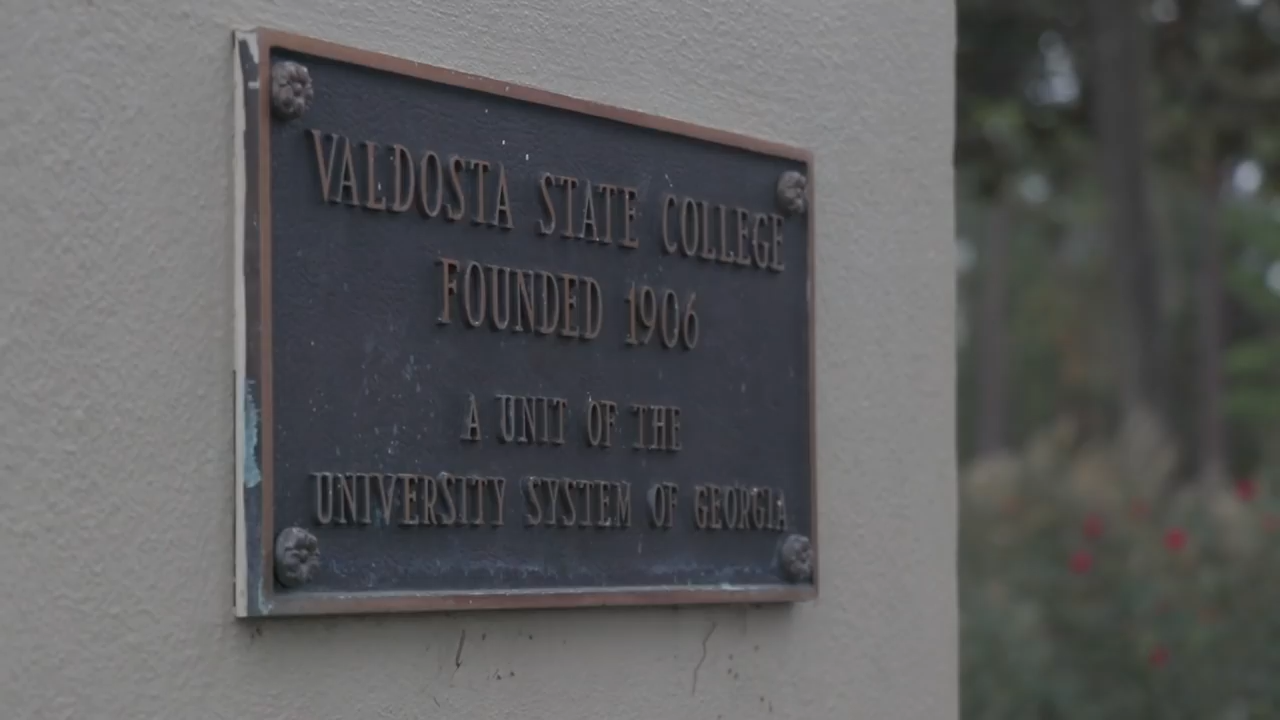 VALDOSTA STATE COLLEGE
FOUNDED 1906
A UNIT OF THE
UNIVERSITY SYSTEM OF GEORGIA